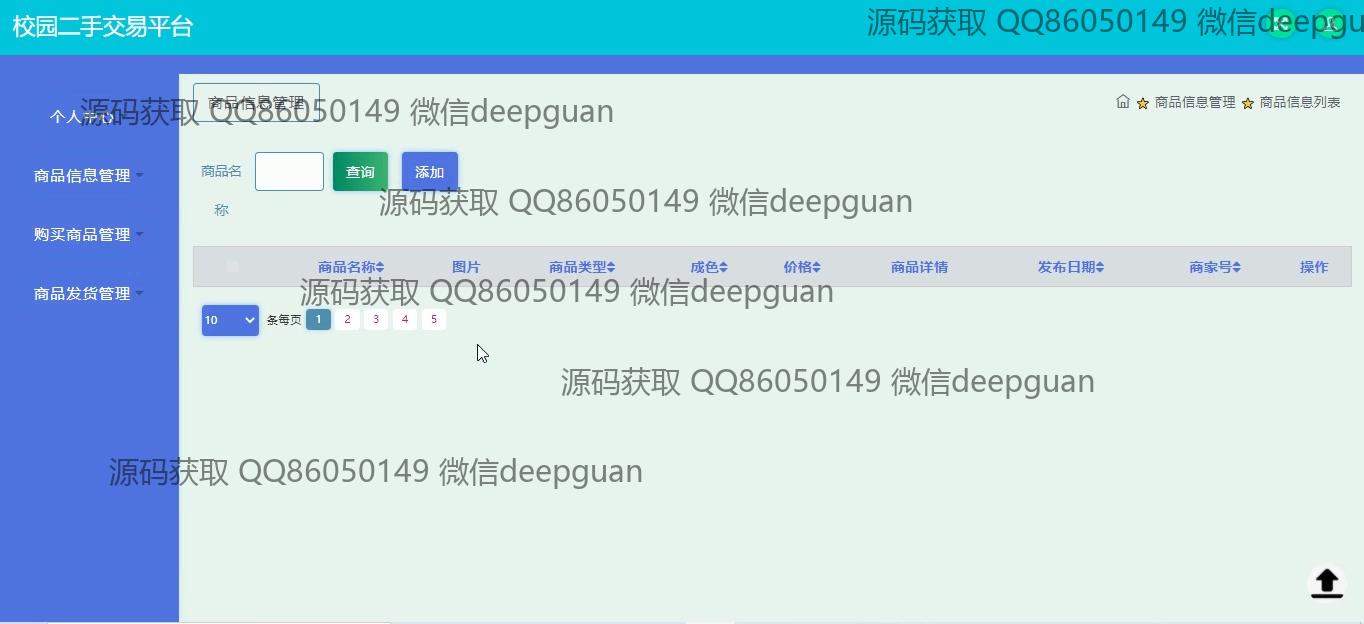 校园二手交易平台
源码获取 QQ86050149 微信deepgu
个人中心
商品信息管理
购买商品管理
商品发货管理
商品信息管理
源码获取 QQ86050149 微信deepguan
商品信息管理 商品信息列表
商品名称 查询 添加
源码获取 QQ86050149 微信deepguan
商品名称 图片 商品类型 成色 价格 商品详情 发布日期 商家号 操作
源码获取 QQ86050149 微信deepguan
10 条每页 1 2 3 4 5
源码获取 QQ86050149 微信deepguan
源码获取 QQ86050149 微信deepguan